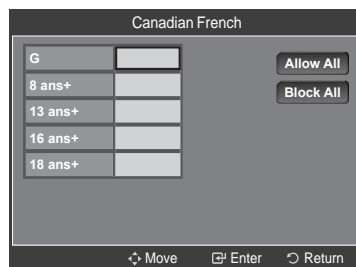 Canadian French
G
8 ans+
13 ans+
16 ans+
18 ans+
Allow All
Block All
Move Enter Return